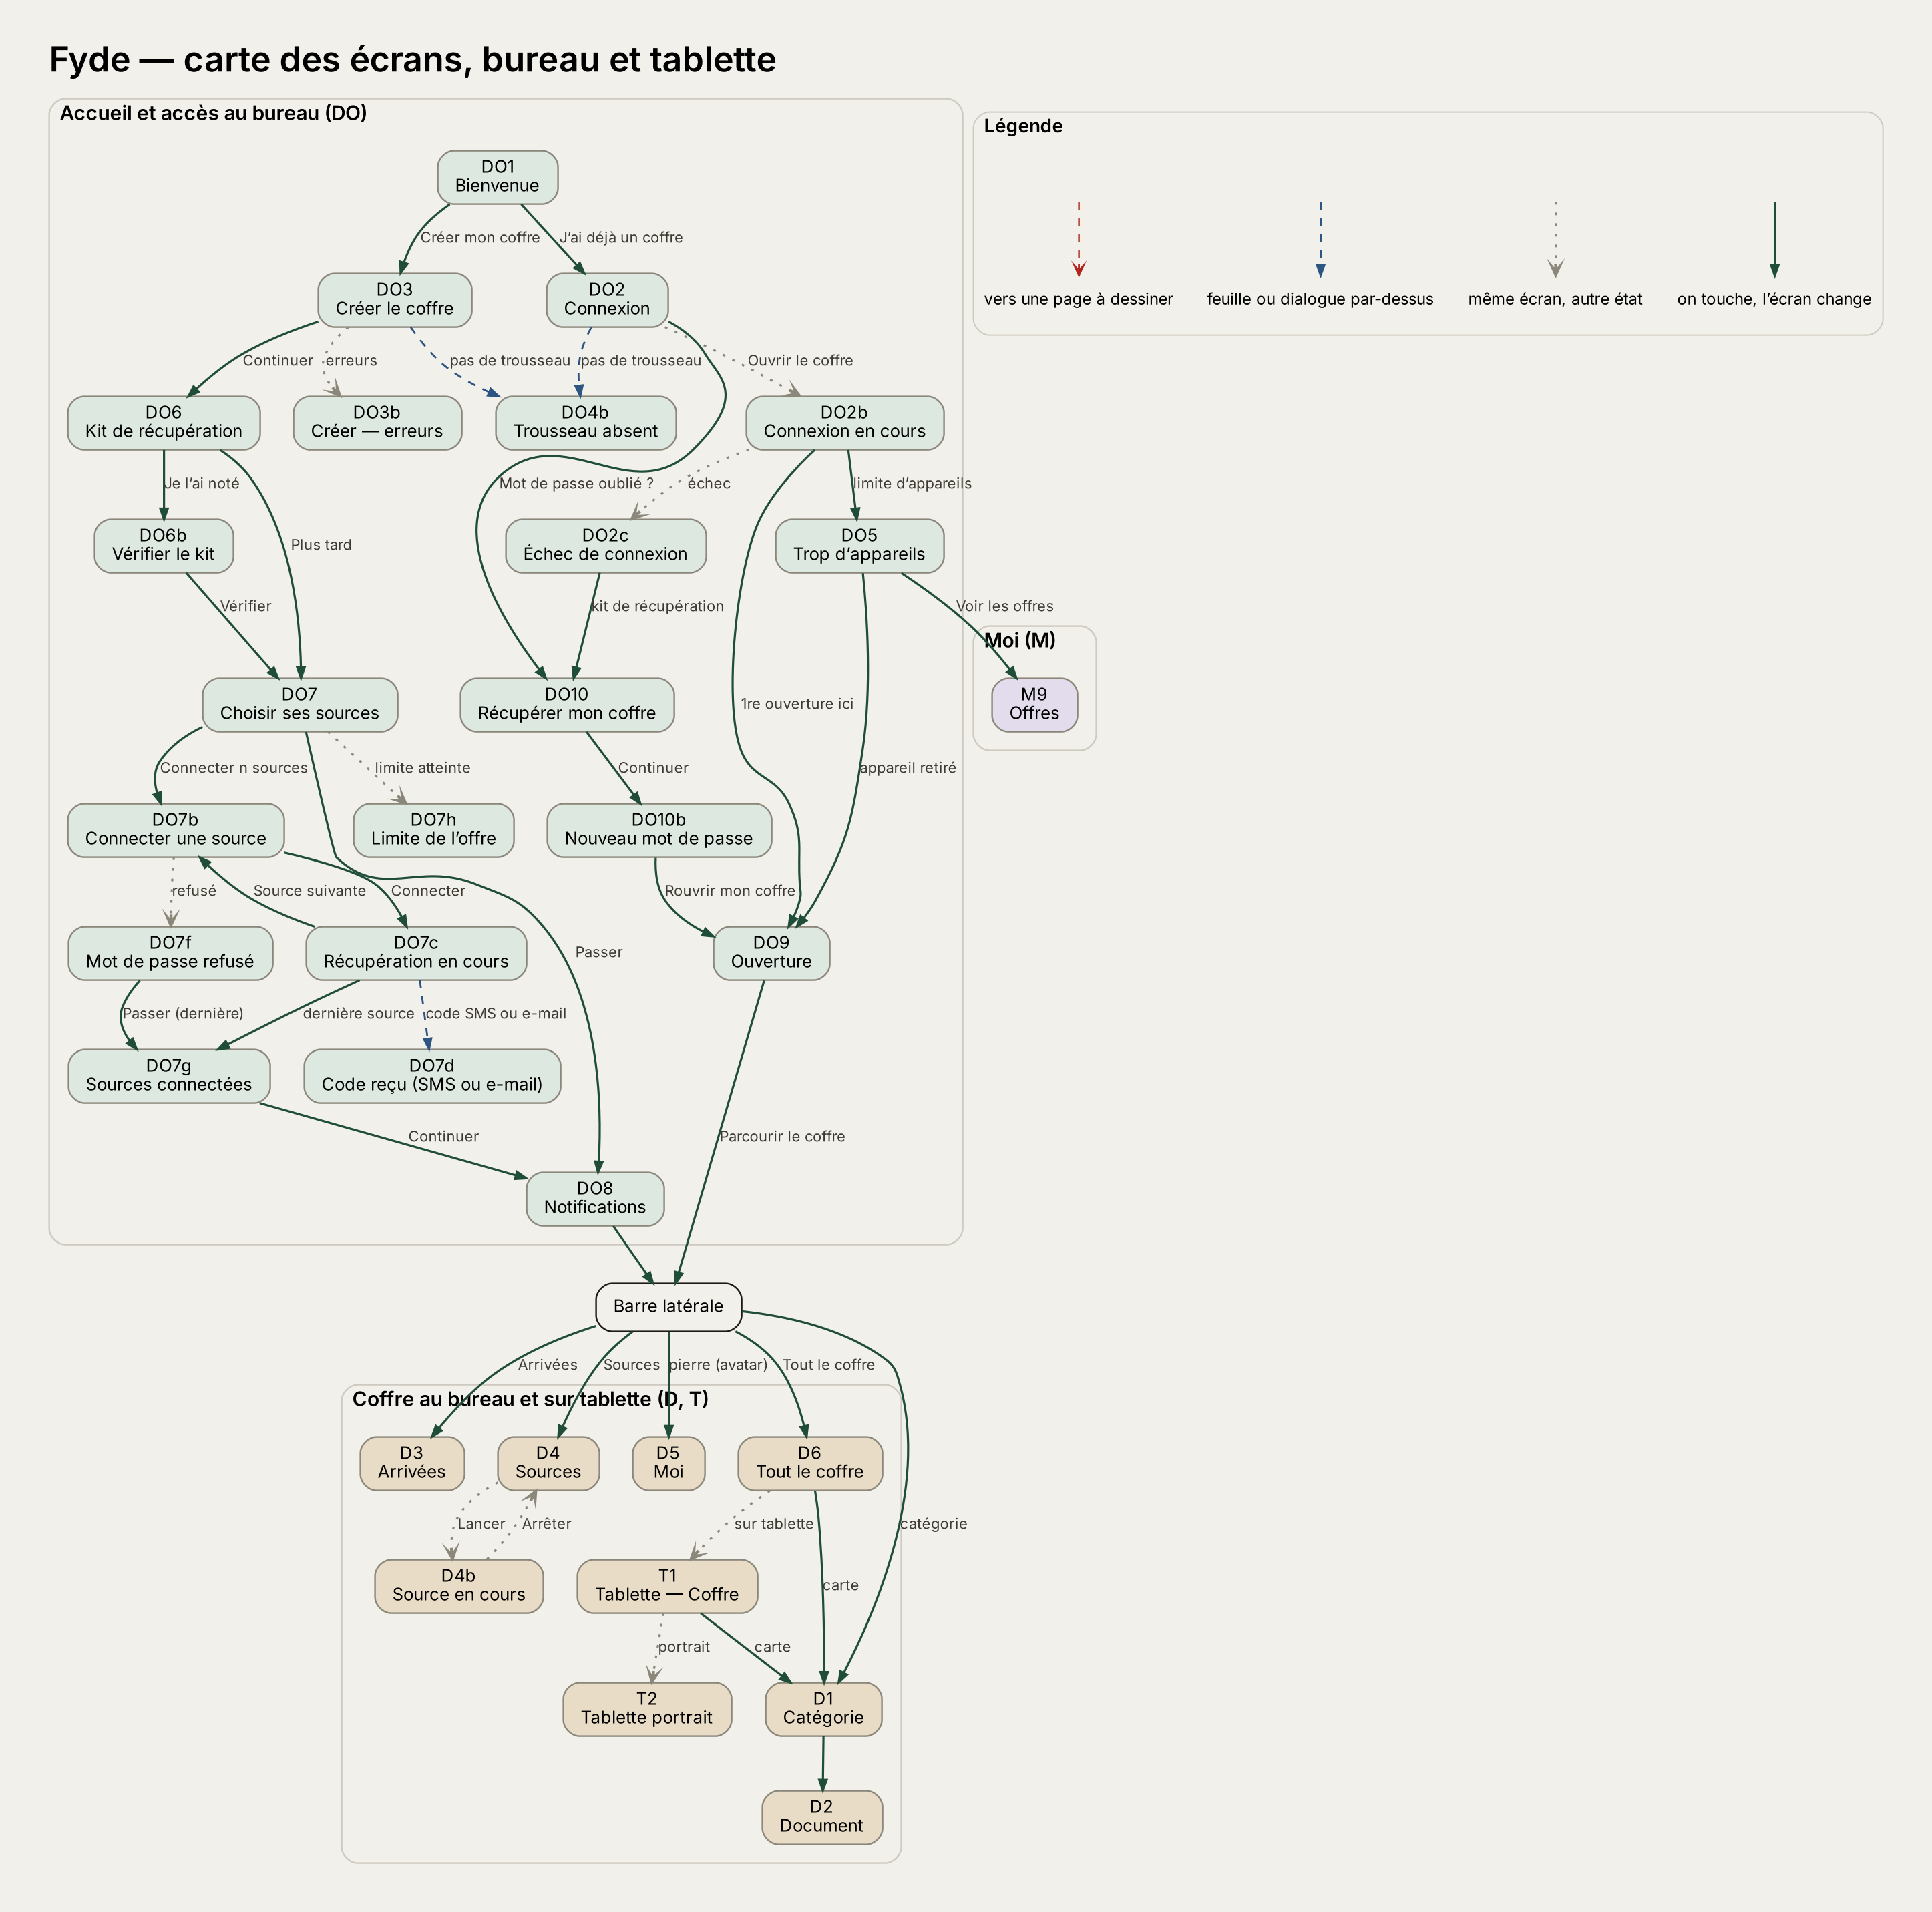 Fyde — carte des écrans, bureau et tablette
Accueil et accès au bureau (DO)
Légende
DO1
Bienvenue
vers une page à dessiner
feuille ou dialogue par-dessus
même écran, autre état
on touche, l’écran change
Créer mon coffre
J’ai déjà un coffre
DO3
Créer le coffre
DO2
Connexion
Continuer
erreurs
pas de trousseau
pas de trousseau
Ouvrir le coffre
DO6
Kit de récupération
DO3b
Créer — erreurs
DO4b
Trousseau absent
DO2b
Connexion en cours
Je l’ai noté
Mot de passe oublié ?
échec
limite d’appareils
DO6b
Vérifier le kit
Plus tard
DO2c
Échec de connexion
DO5
Trop d’appareils
Vérifier
kit de récupération
Voir les offres
Moi (M)
DO7
Choisir ses sources
DO10
Récupérer mon coffre
1re ouverture ici
M9
Offres
Connecter n sources
limite atteinte
Continuer
appareil retiré
DO7b
Connecter une source
DO7h
Limite de l’offre
DO10b
Nouveau mot de passe
refusé
Source suivante
Connecter
Rouvrir mon coffre
DO7f
Mot de passe refusé
DO7c
Récupération en cours
Passer
DO9
Ouverture
Passer (dernière)
dernière source
code SMS ou e-mail
DO7g
Sources connectées
DO7d
Code reçu (SMS ou e-mail)
Continuer
Parcourir le coffre
DO8
Notifications
Barre latérale
Arrivées
Sources
pierre (avatar)
Tout le coffre
Coffre au bureau et sur tablette (D, T)
D3
Arrivées
D4
Sources
D5
Moi
D6
Tout le coffre
Lancer
Arrêter
sur tablette
catégorie
D4b
Source en cours
T1
Tablette — Coffre
carte
portrait
carte
T2
Tablette portrait
D1
Catégorie
D2
Document